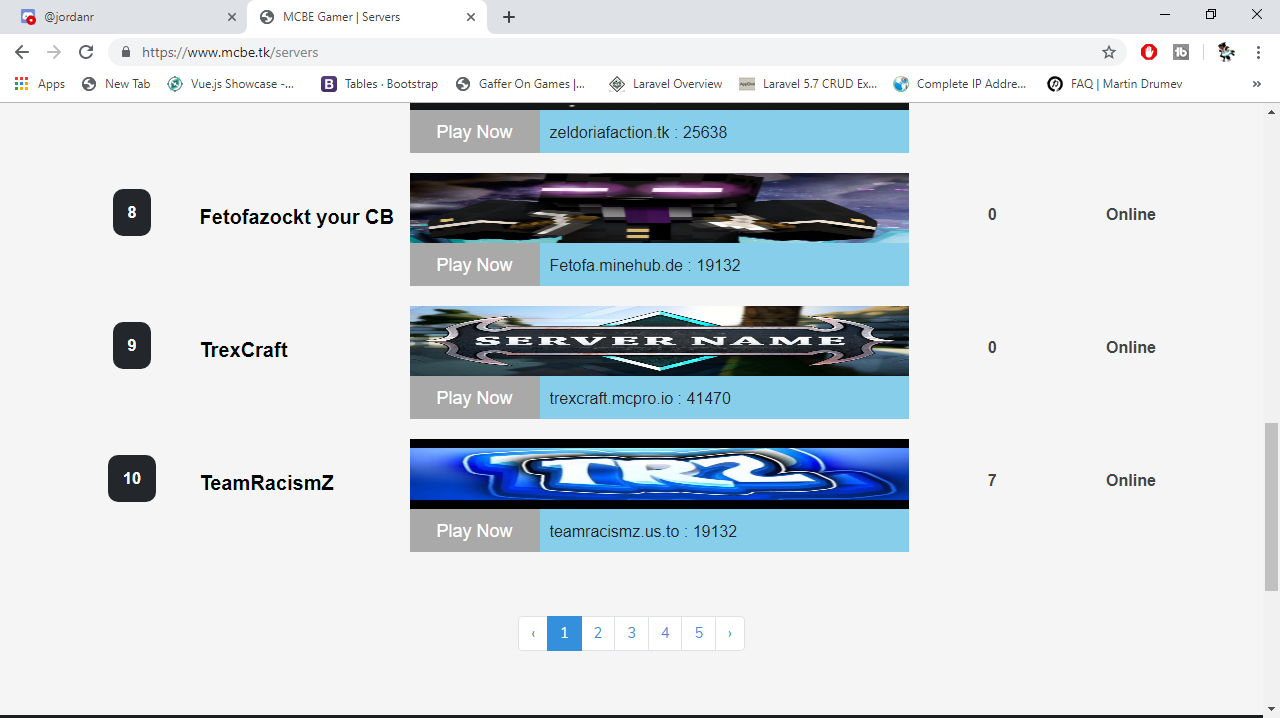 @jordanr
MCBE Gamer | Servers
https://www.mcbe.tk/servers
Apps
New Tab
Vue.js Showcase -...
Tables · Bootstrap
Gaffer On Games |...
Laravel Overview
Laravel 5.7 CRUD Ex...
Complete IP Addre...
FAQ | Martin Drumev
»
Play Now
zeldoriafaction.tk : 25638
8
Fetofazockt your CB
0
Online
Play Now
Fetofa.minehub.de : 19132
9
TrexCraft
SERVER NAME
0
Online
Play Now
trexcraft.mcpro.io : 41470
10
TeamRacismZ
TRZ
7
Online
Play Now
teamracismz.us.to : 19132
‹ 1 2 3 4 5 ›